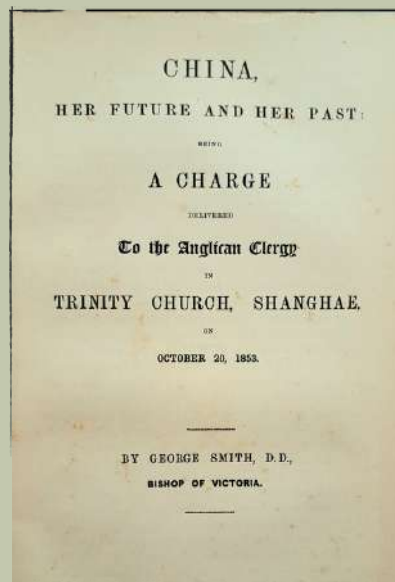 CHINA,
HER FUTURE AND HER PAST:
BEING
A CHARGE
DELIVERED
To the Anglican Clergy
IN
TRINITY CHURCH, SHANGHAE,
ON
OCTOBER 20, 1853.
BY GEORGE SMITH, D.D.,
BISHOP OF VICTORIA.